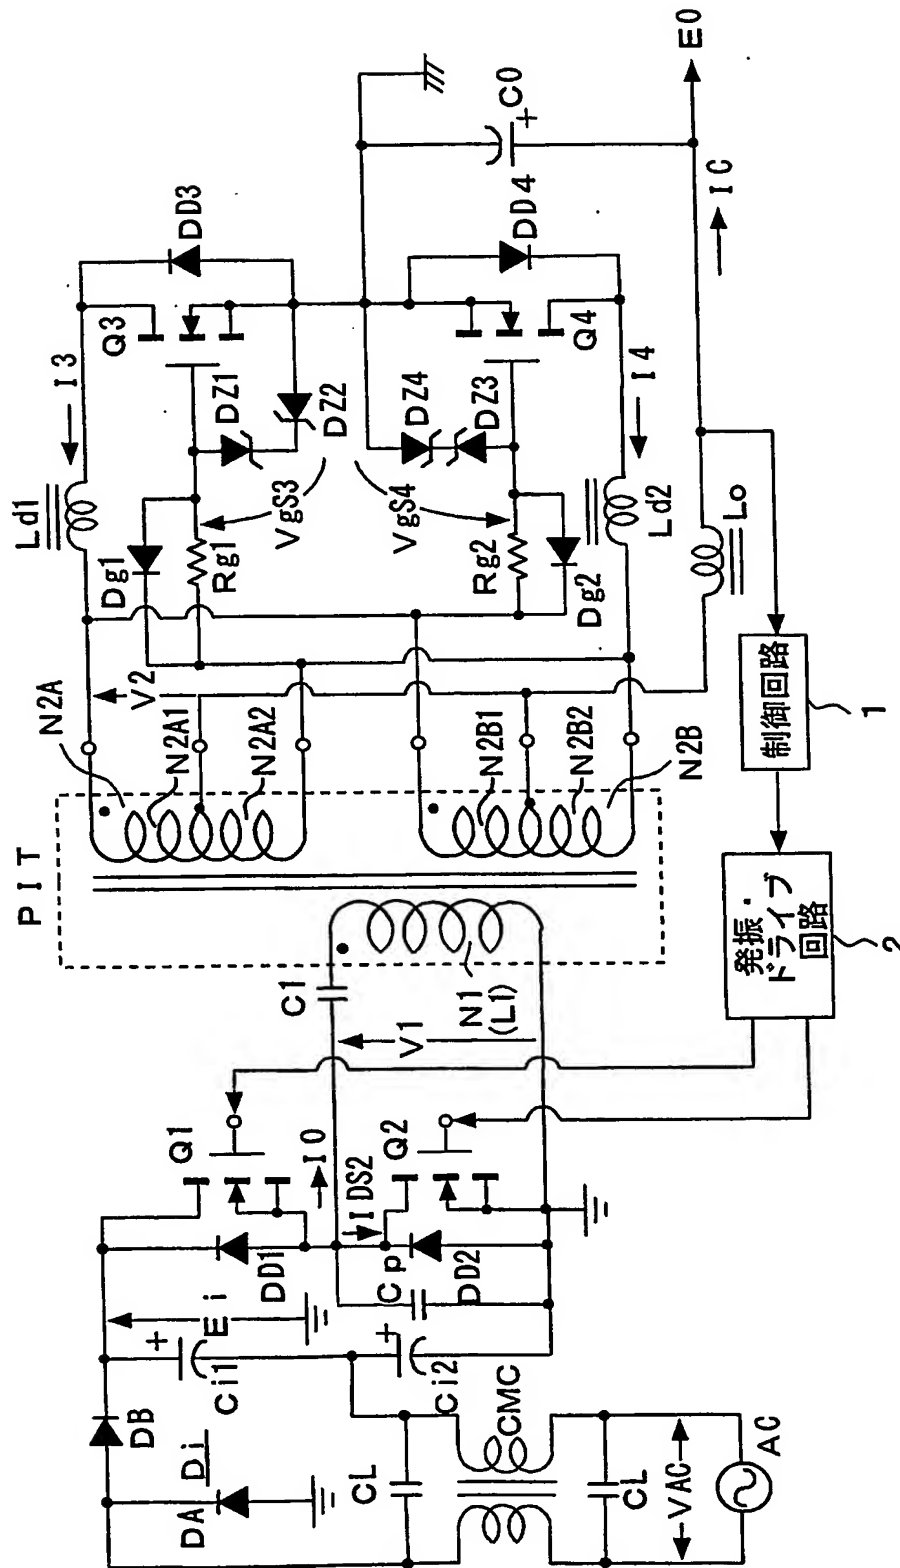 PIT
N2A
N2A1
N2A2
N2B1
N2B2
N2B
V2
Ld1
I3
Q3
DD3
Dg1
Rg1
VgS3
DZ1
DZ2
DZ4
DZ3
VgS4
Rg2
Dg2
Ld2
I4
Q4
DD4
C0
+
E0
IC
Lo
制御回路
1
発振・
ドライブ
回路
2
C1
V1
N1
(L1)
Q1
I0
IDS2
Q2
DD1
DD2
Cp
Ei
+
Ci1
+
Ci2
DB
DA
Di
CL
CMC
CL
VAC
AC